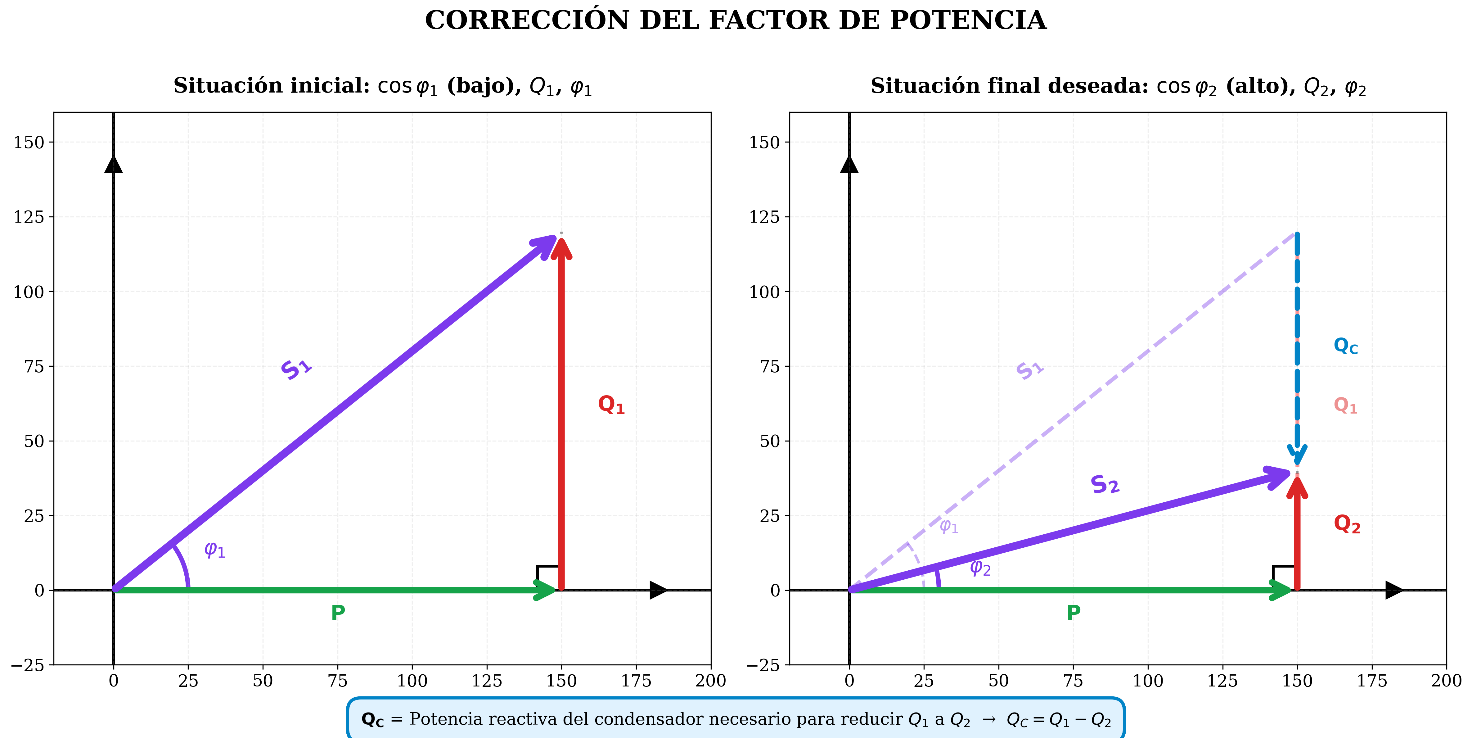 CORRECCIÓN DEL FACTOR DE POTENCIA
Situación inicial: cos φ₁ (bajo), Q₁, φ₁
150
125
100
75
50
25
0
−25
0 25 50 75 100 125 150 175 200
S₁
Q₁
φ₁
P
Situación final deseada: cos φ₂ (alto), Q₂, φ₂
150
125
100
75
50
25
0
−25
0 25 50 75 100 125 150 175 200
Q_C
S₁
Q₁
S₂
φ₁
Q₂
φ₂
P
Q_C = Potencia reactiva del condensador necesario para reducir Q₁ a Q₂ → Q_C = Q₁ − Q₂